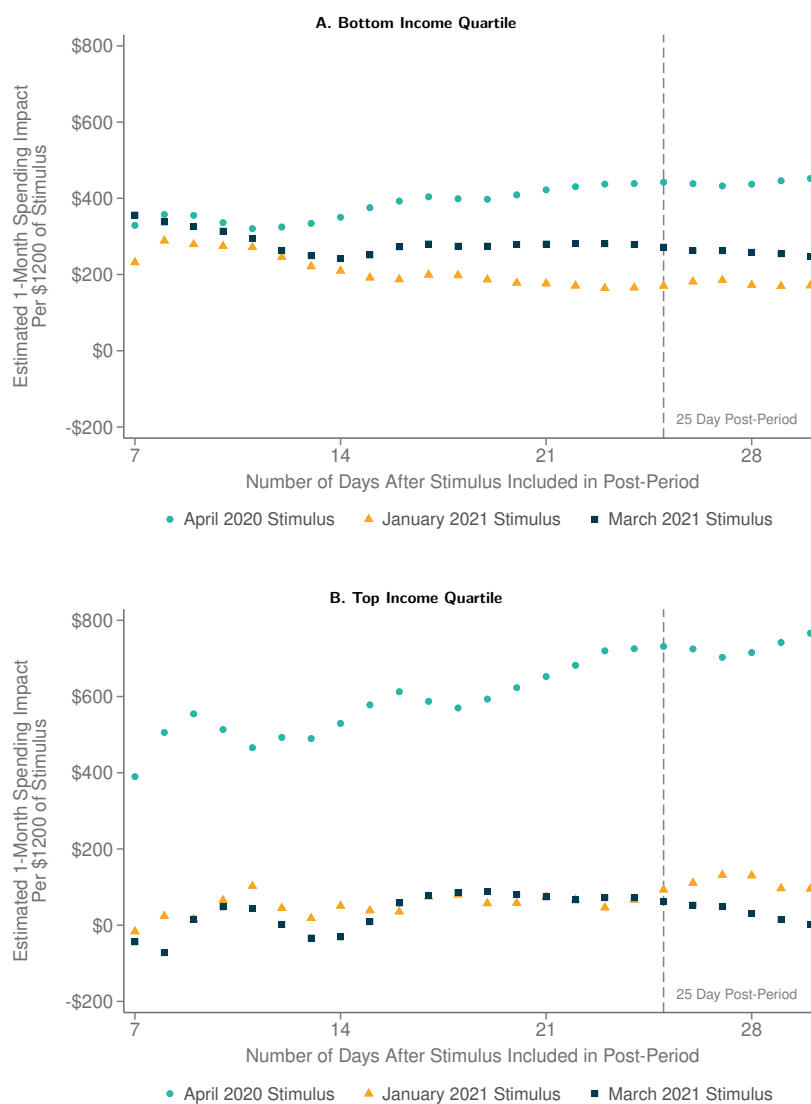 A. Bottom Income Quartile
$800
$600
$400
$200
$0
-$200
Estimated 1-Month Spending Impact
Per $1200 of Stimulus
25 Day Post-Period
7 14 21 28
Number of Days After Stimulus Included in Post-Period
April 2020 Stimulus January 2021 Stimulus March 2021 Stimulus
B. Top Income Quartile
$800
$600
$400
$200
$0
-$200
Estimated 1-Month Spending Impact
Per $1200 of Stimulus
25 Day Post-Period
7 14 21 28
Number of Days After Stimulus Included in Post-Period
April 2020 Stimulus January 2021 Stimulus March 2021 Stimulus